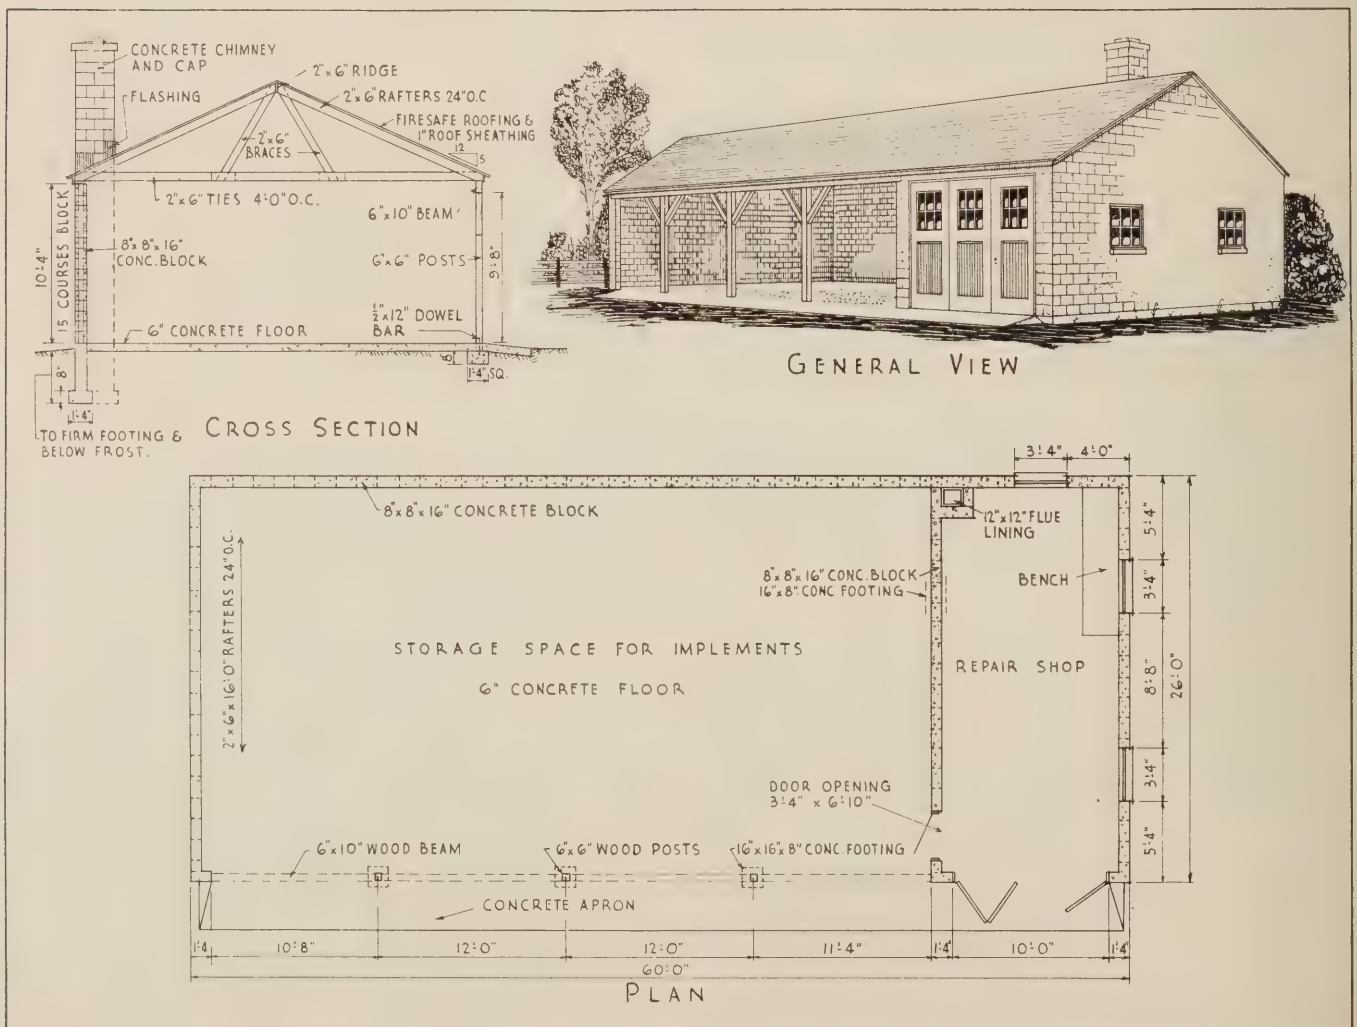 CONCRETE CHIMNEY
AND CAP
FLASHING
2"x6" RIDGE
2"x6" RAFTERS 24"O.C
FIRESAFE ROOFING &
1" ROOF SHEATHING
12
5
2"x6"
BRACES
2"x6" TIES 4'-0" O.C.
6"x10" BEAM
8"x8"x16"
CONC. BLOCK
6"x6" POSTS
10'-4"
15 COURSES BLOCK
9'-8"
1/2"x12" DOWEL
BAR
6" CONCRETE FLOOR
8"
8
1'-4" SQ.
1'-4"
TO FIRM FOOTING &
BELOW FROST.
CROSS SECTION
GENERAL VIEW
3'-4" 4'-0"
8"x8"x16" CONCRETE BLOCK
12"x12" FLUE
LINING
2"x6"x16'-0" RAFTERS 24"O.C.
8"x8"x16" CONC. BLOCK
16"x8" CONC FOOTING
BENCH
STORAGE SPACE FOR IMPLEMENTS
6" CONCRETE FLOOR
REPAIR SHOP
5'-4"
3'-4"
8'-8"
26'-0"
3'-4"
5'-4"
DOOR OPENING
3'-4" x 6'-10"
6"x10" WOOD BEAM
6"x6" WOOD POSTS
16"x16"x8" CONC. FOOTING
CONCRETE APRON
1'-4 10'-8" 12'-0" 12'-0" 11'-4" 1'-4" 10'-0" 1'-4"
60'-0"
PLAN